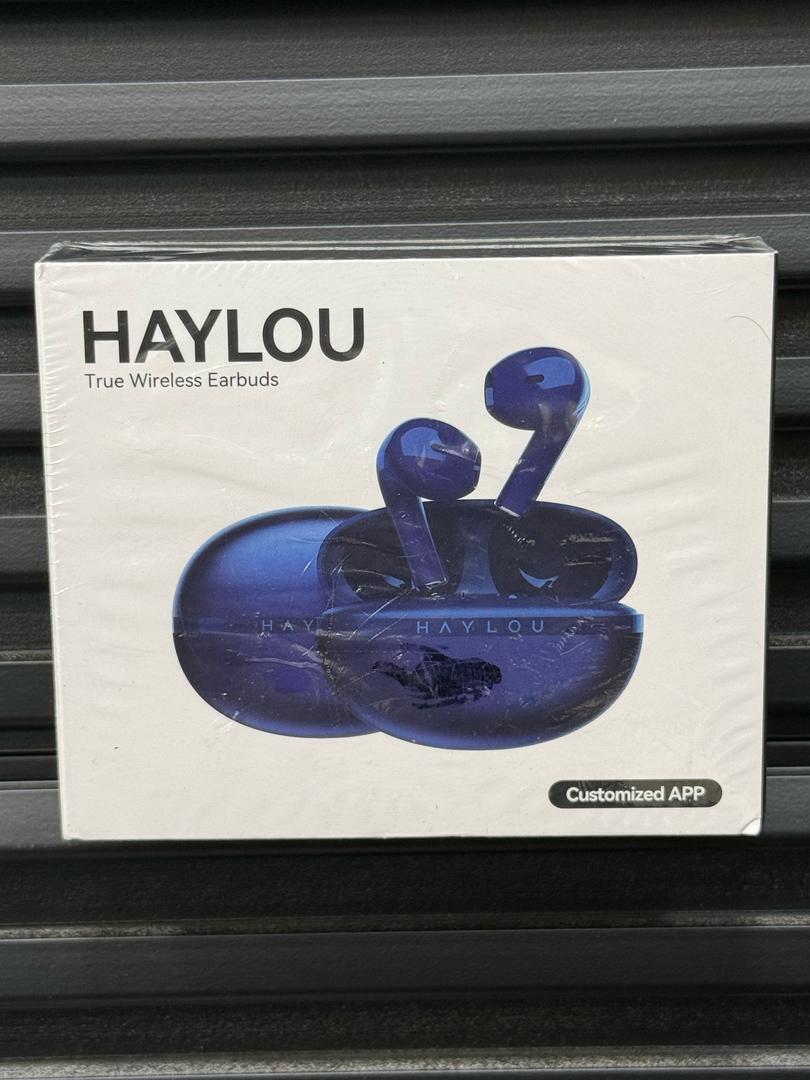 HAYLOU
True Wireless Earbuds
HAY
HAYLOU
Customized APP